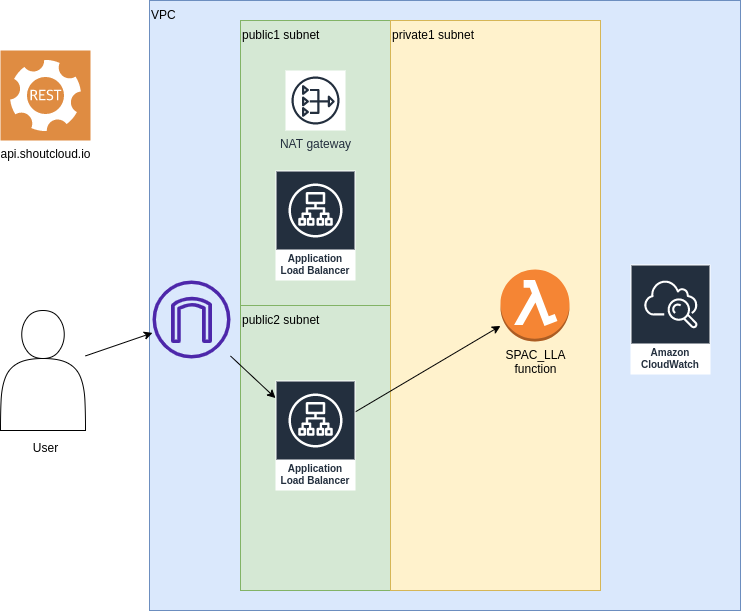 VPC
public1 subnet
private1 subnet
REST
api.shoutcloud.io
NAT gateway
Application
Load Balancer
public2 subnet
SPAC_LLA
function
Amazon
CloudWatch
User
Application
Load Balancer